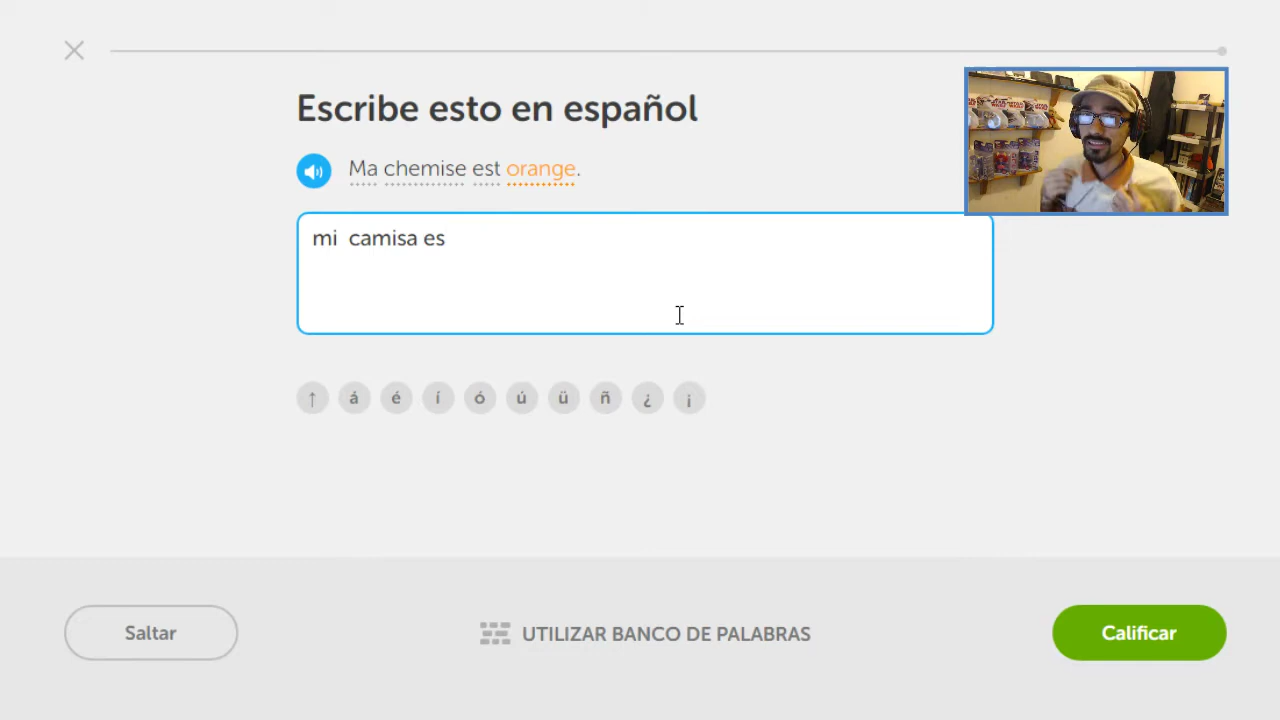 Escribe esto en español
Ma chemise est orange.
mi  camisa es
↑ á é í ó ú ü ñ ¿ ¡
Saltar
UTILIZAR BANCO DE PALABRAS
Calificar